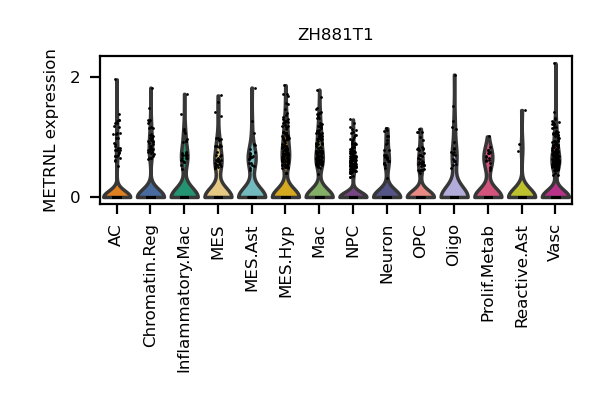 ZH881T1
METRNL expression
2
0
AC
Chromatin.Reg
Inflammatory.Mac
MES
MES.Ast
MES.Hyp
Mac
NPC
Neuron
OPC
Oligo
Prolif.Metab
Reactive.Ast
Vasc